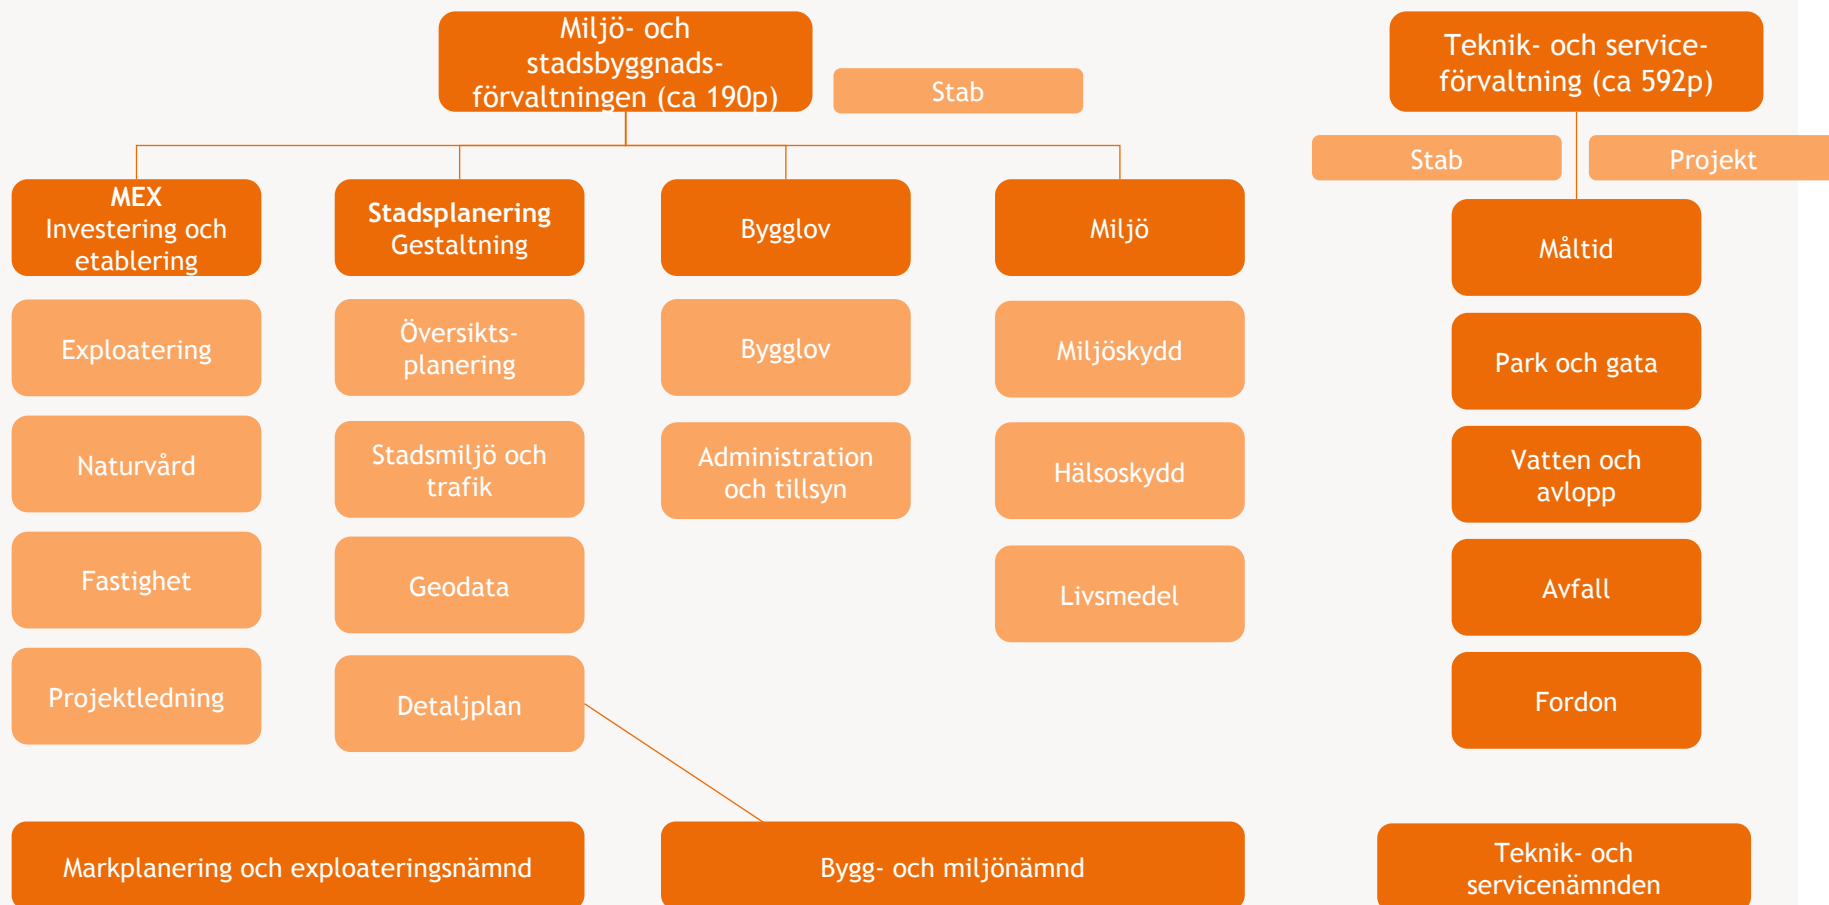 Miljö- och
stadsbyggnads-
förvaltningen (ca 190p)
Stab
MEX
Investering och
etablering
Exploatering
Naturvård
Fastighet
Projektledning
Stadsplanering
Gestaltning
Översikts-
planering
Stadsmiljö och
trafik
Geodata
Detaljplan
Bygglov
Bygglov
Administration
och tillsyn
Miljö
Miljöskydd
Hälsoskydd
Livsmedel
Markplanering och exploateringsnämnd
Bygg- och miljönämnd
Teknik- och service-
förvaltning (ca 592p)
Stab
Projekt
Måltid
Park och gata
Vatten och
avlopp
Avfall
Fordon
Teknik- och
servicenämnden